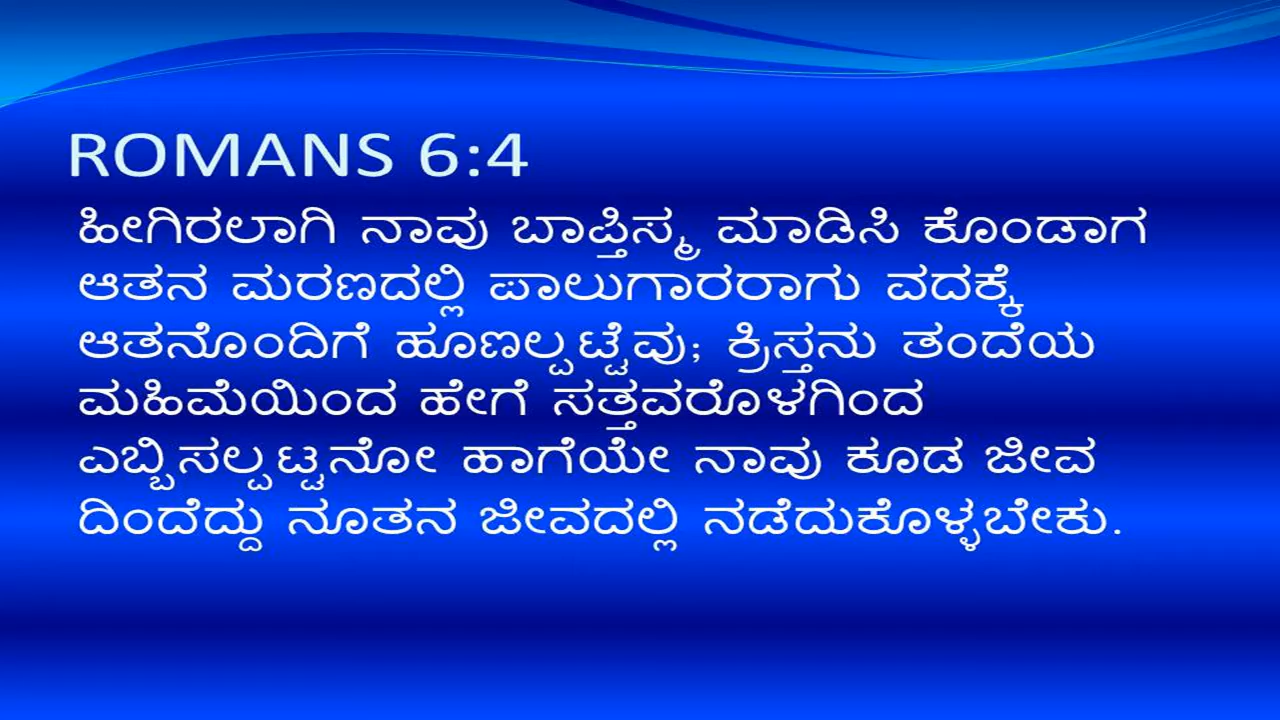 ROMANS 6:4
ಹೀಗಿರಲಾಗಿ ನಾವು ಬಾಪ್ತಿಸ್ಮ ಮಾಡಿಸಿ ಕೊಂಡಾಗ
ಆತನ ಮರಣದಲ್ಲಿ ಪಾಲುಗಾರರಾಗು ವದಕ್ಕೆ
ಆತನೊಂದಿಗೆ ಹೂಣಲ್ಪಟ್ಟೆವು; ಕ್ರಿಸ್ತನು ತಂದೆಯ
ಮಹಿಮೆಯಿಂದ ಹೇಗೆ ಸತ್ತವರೊಳಗಿಂದ
ಎಬ್ಬಿಸಲ್ಪಟ್ಟನೋ ಹಾಗೆಯೇ ನಾವು ಕೂಡ ಜೀವ
ದಿಂದೆದ್ದು ನೂತನ ಜೀವದಲ್ಲಿ ನಡೆದುಕೊಳ್ಳಬೇಕು.